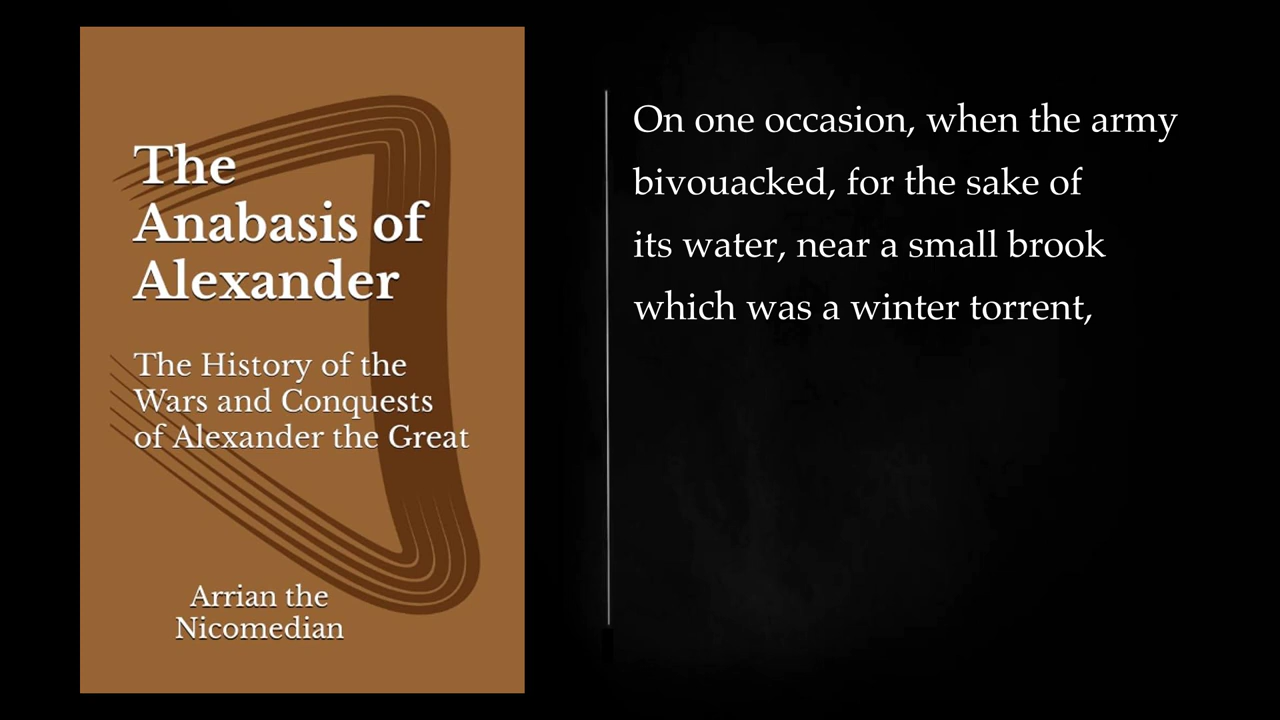 The
Anabasis of
Alexander
The History of the
Wars and Conquests
of Alexander the Great
Arrian the
Nicomedian
On one occasion, when the army
bivouacked, for the sake of
its water, near a small brook
which was a winter torrent,